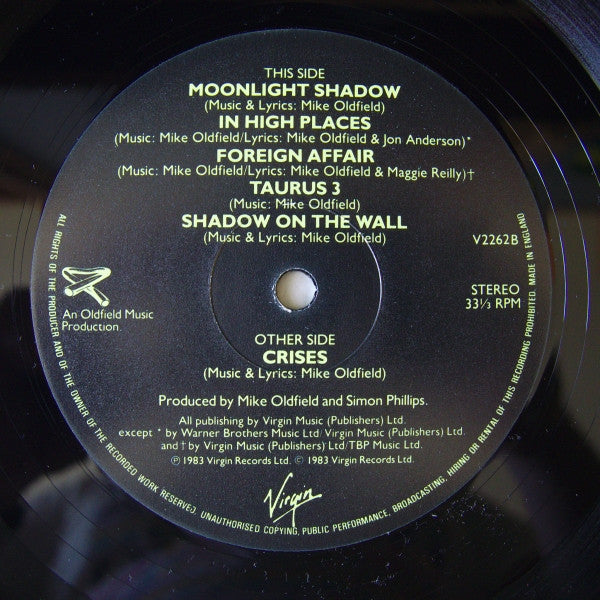 THIS SIDE
MOONLIGHT SHADOW
(Music & Lyrics: Mike Oldfield)
IN HIGH PLACES
(Music: Mike Oldfield/Lyrics: Mike Oldfield & Jon Anderson)*
FOREIGN AFFAIR
(Music: Mike Oldfield/Lyrics: Mike Oldfield & Maggie Reilly)†
TAURUS 3
(Music: Mike Oldfield)
SHADOW ON THE WALL
(Music & Lyrics: Mike Oldfield)
V2262B
STEREO
33⅓ RPM
An Oldfield Music
Production.
OTHER SIDE
CRISES
(Music & Lyrics: Mike Oldfield)
Produced by Mike Oldfield and Simon Phillips.
All publishing by Virgin Music (Publishers) Ltd.
except * by Warner Brothers Music Ltd/Virgin Music (Publishers) Ltd.
and † by Virgin Music (Publishers) Ltd/TBP Music Ltd.
℗ 1983 Virgin Records Ltd. © 1983 Virgin Records Ltd.
Virgin
ALL RIGHTS OF THE PRODUCER AND OF THE OWNER OF THE RECORDED WORK RESERVED. UNAUTHORISED COPYING, PUBLIC PERFORMANCE, BROADCASTING, HIRING OR RENTAL OF THIS RECORDING PROHIBITED. MADE IN ENGLAND